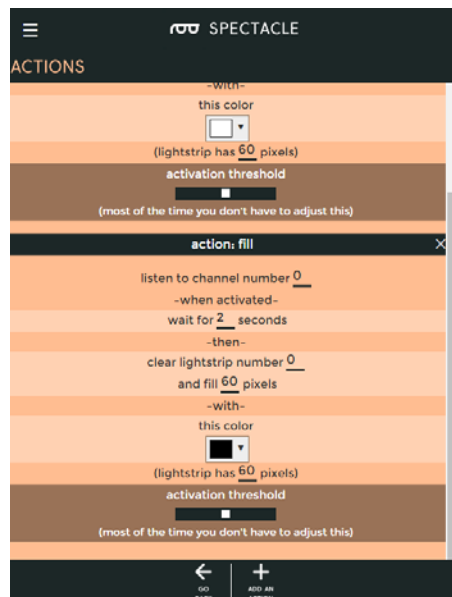 SPECTACLE
ACTIONS
-with-
this color
(lightstrip has 60 pixels)
activation threshold
(most of the time you don't have to adjust this)
action: fill
listen to channel number 0
-when activated-
wait for 2 seconds
-then-
clear lightstrip number 0
and fill 60 pixels
-with-
this color
(lightstrip has 60 pixels)
activation threshold
(most of the time you don't have to adjust this)
GO
ADD AN